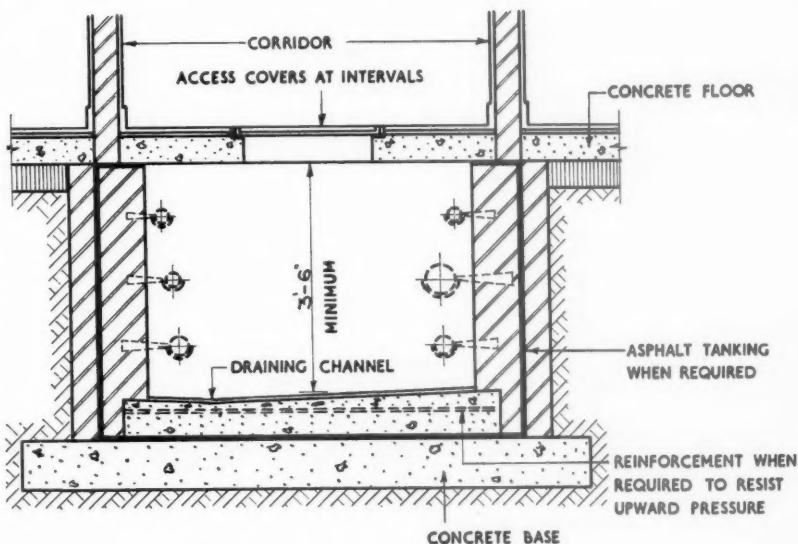 CORRIDOR
ACCESS COVERS AT INTERVALS
CONCRETE FLOOR
3'-6"
MINIMUM
DRAINING CHANNEL
ASPHALT TANKING
WHEN REQUIRED
REINFORCEMENT WHEN
REQUIRED TO RESIST
UPWARD PRESSURE
CONCRETE BASE